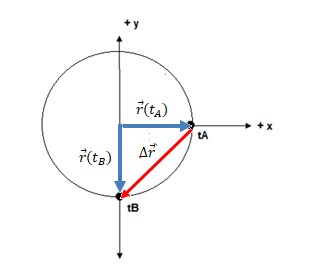 + y
r⃗(t_A)
+ x
tA
r⃗(t_B)
Δr⃗
tB